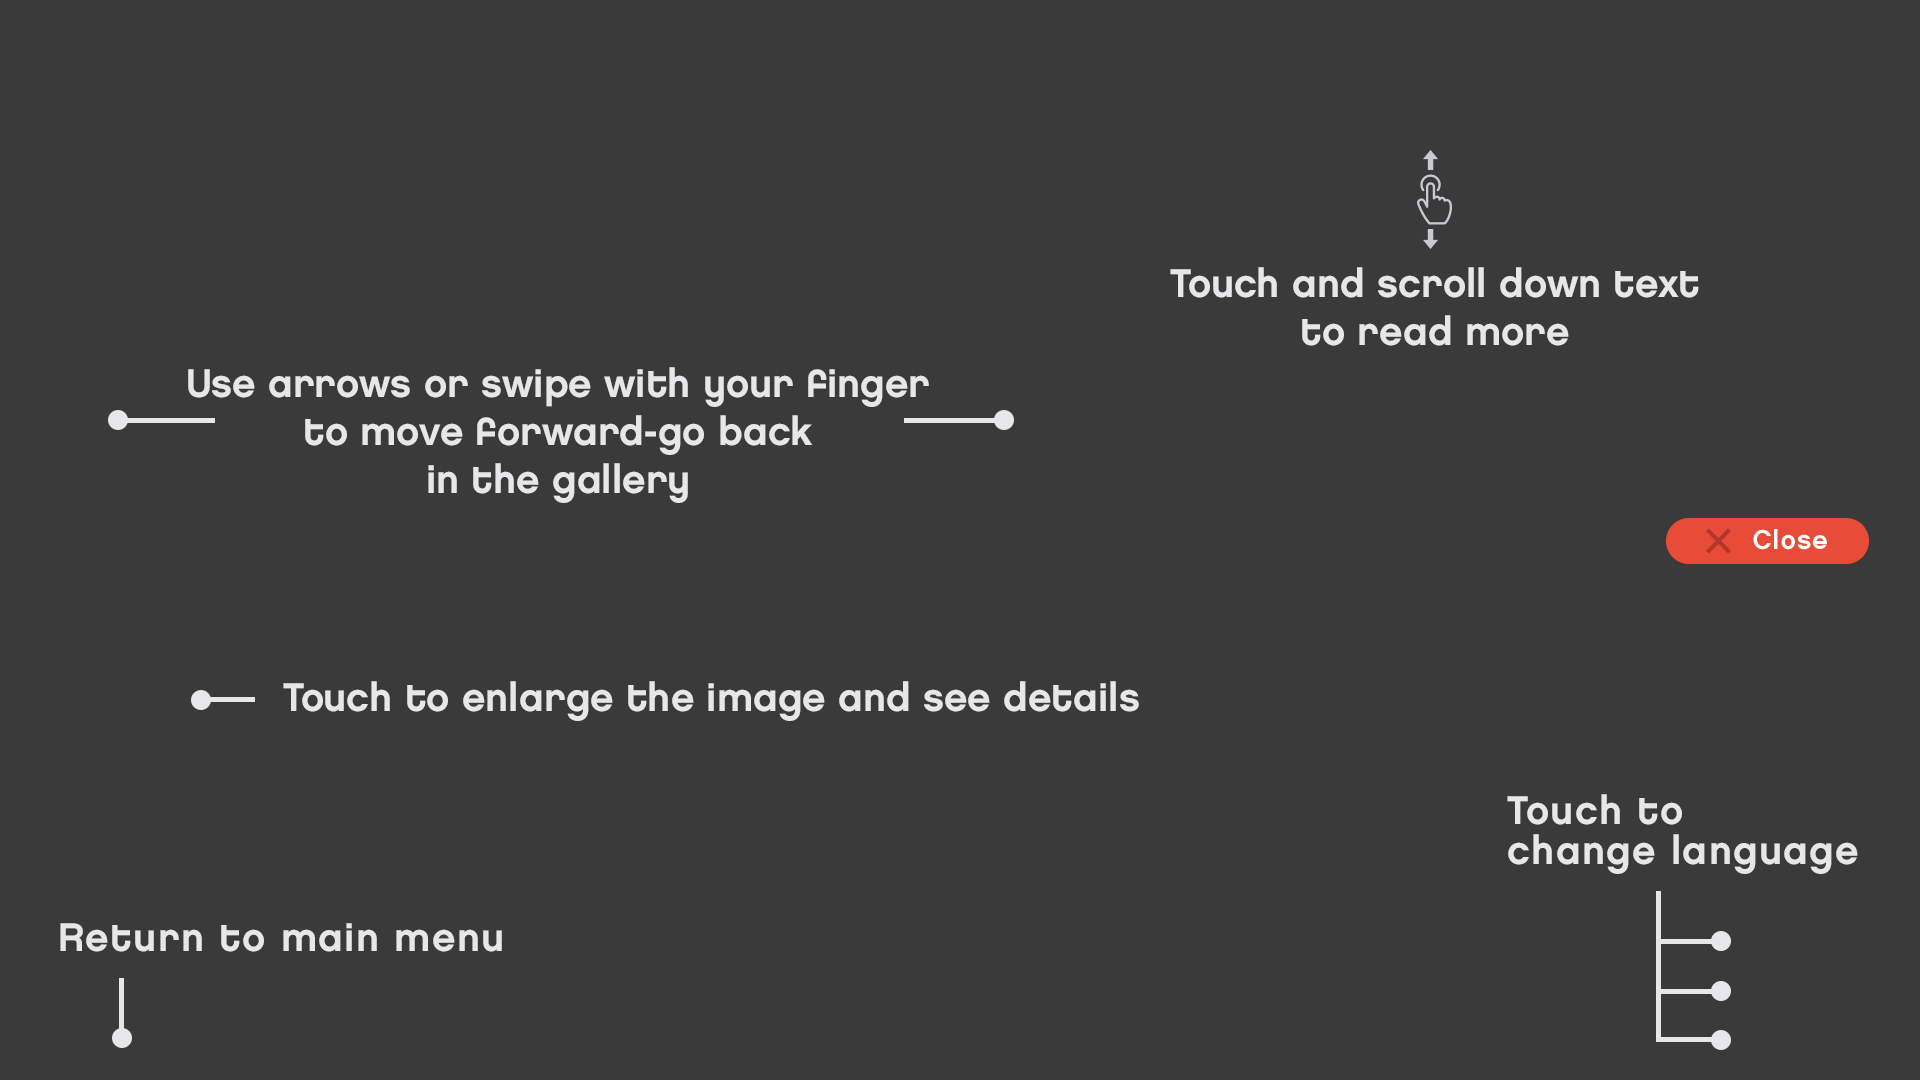 Touch and scroll down text
to read more
Use arrows or swipe with your finger
to move forward-go back
in the gallery
Close
Touch to enlarge the image and see details
Touch to
change language
Return to main menu